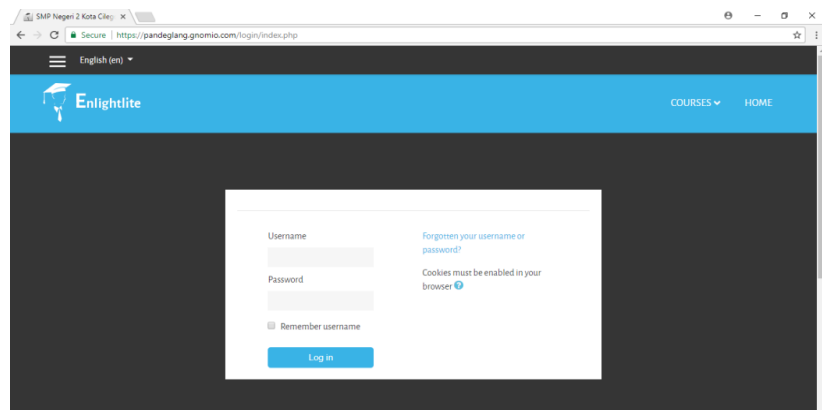 SMP Negeri 2 Kota Cileg
Secure | https://pandeglang.gnomio.com/login/index.php
English (en)
Enlightlite
COURSES
HOME
Username
Password
Remember username
Log in
Forgotten your username or
password?
Cookies must be enabled in your
browser